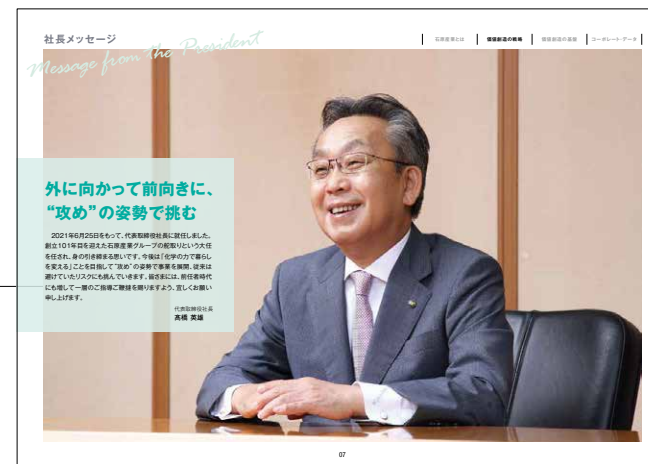 社長メッセージ
Message from the President
石原産業とは
価値創造の戦略
価値創造の基盤
コーポレート・データ
外に向かって前向きに、
“攻め”の姿勢で挑む
2021年6月25日をもって、代表取締役社長に就任しました。
創立101年目を迎えた石原産業グループの舵取りという大任
を任され、身の引き締まる思いです。今後は「化学の力で暮らし
を変える」ことを目指して“攻め”の姿勢で事業を展開、従来は
避けていたリスクにも挑んでいきます。皆さまには、前任者時代
にも増して一層のご指導ご鞭撻を賜りますよう、宜しくお願い
申し上げます。
代表取締役社長
髙橋 英雄
07